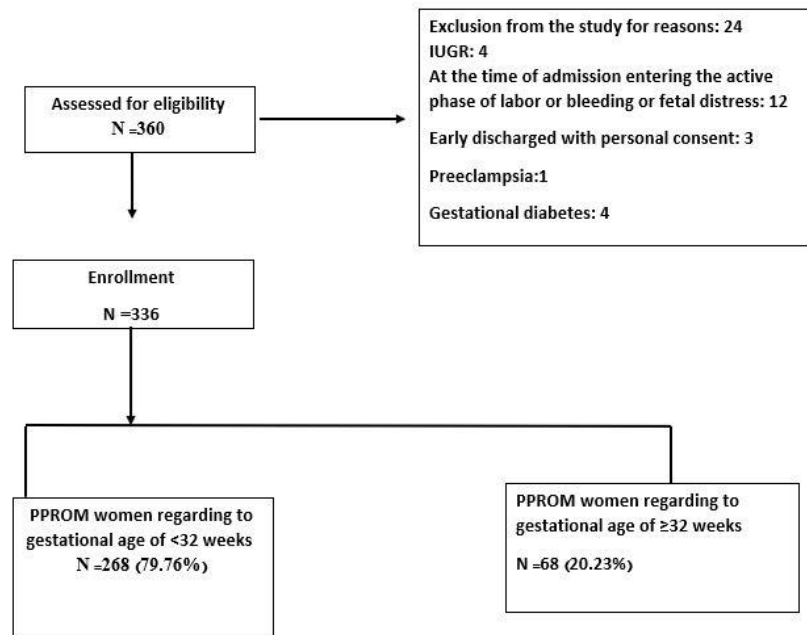 Assessed for eligibility
N =360
Exclusion from the study for reasons: 24
IUGR: 4
At the time of admission entering the active
phase of labor or bleeding or fetal distress: 12
Early discharged with personal consent: 3
Preeclampsia:1
Gestational diabetes: 4
Enrollment
N =336
PPROM women regarding to
gestational age of <32 weeks
N =268 (79.76%)
PPROM women regarding to
gestational age of ≥32 weeks
N =68 (20.23%)